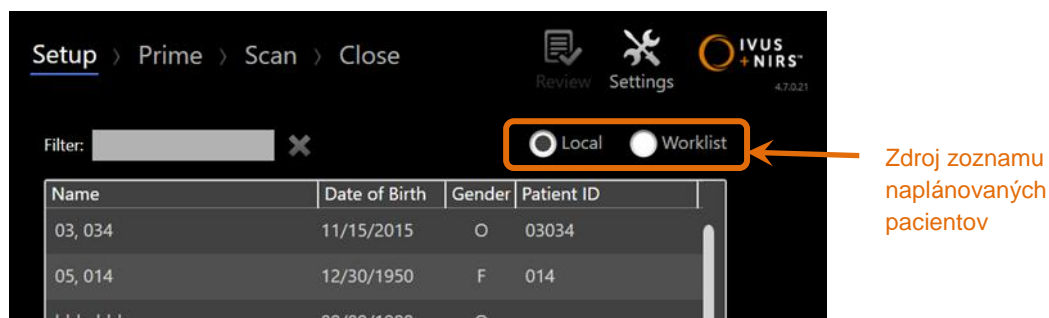 Setup › Prime › Scan › Close
Review
Settings
IVUS
+NIRS™
4.7.0.21
Filter:
Local
Worklist
Zdroj zoznamu
naplánovaných
pacientov
Name Date of Birth Gender Patient ID
03, 034 11/15/2015 O 03034
05, 014 12/30/1950 F 014